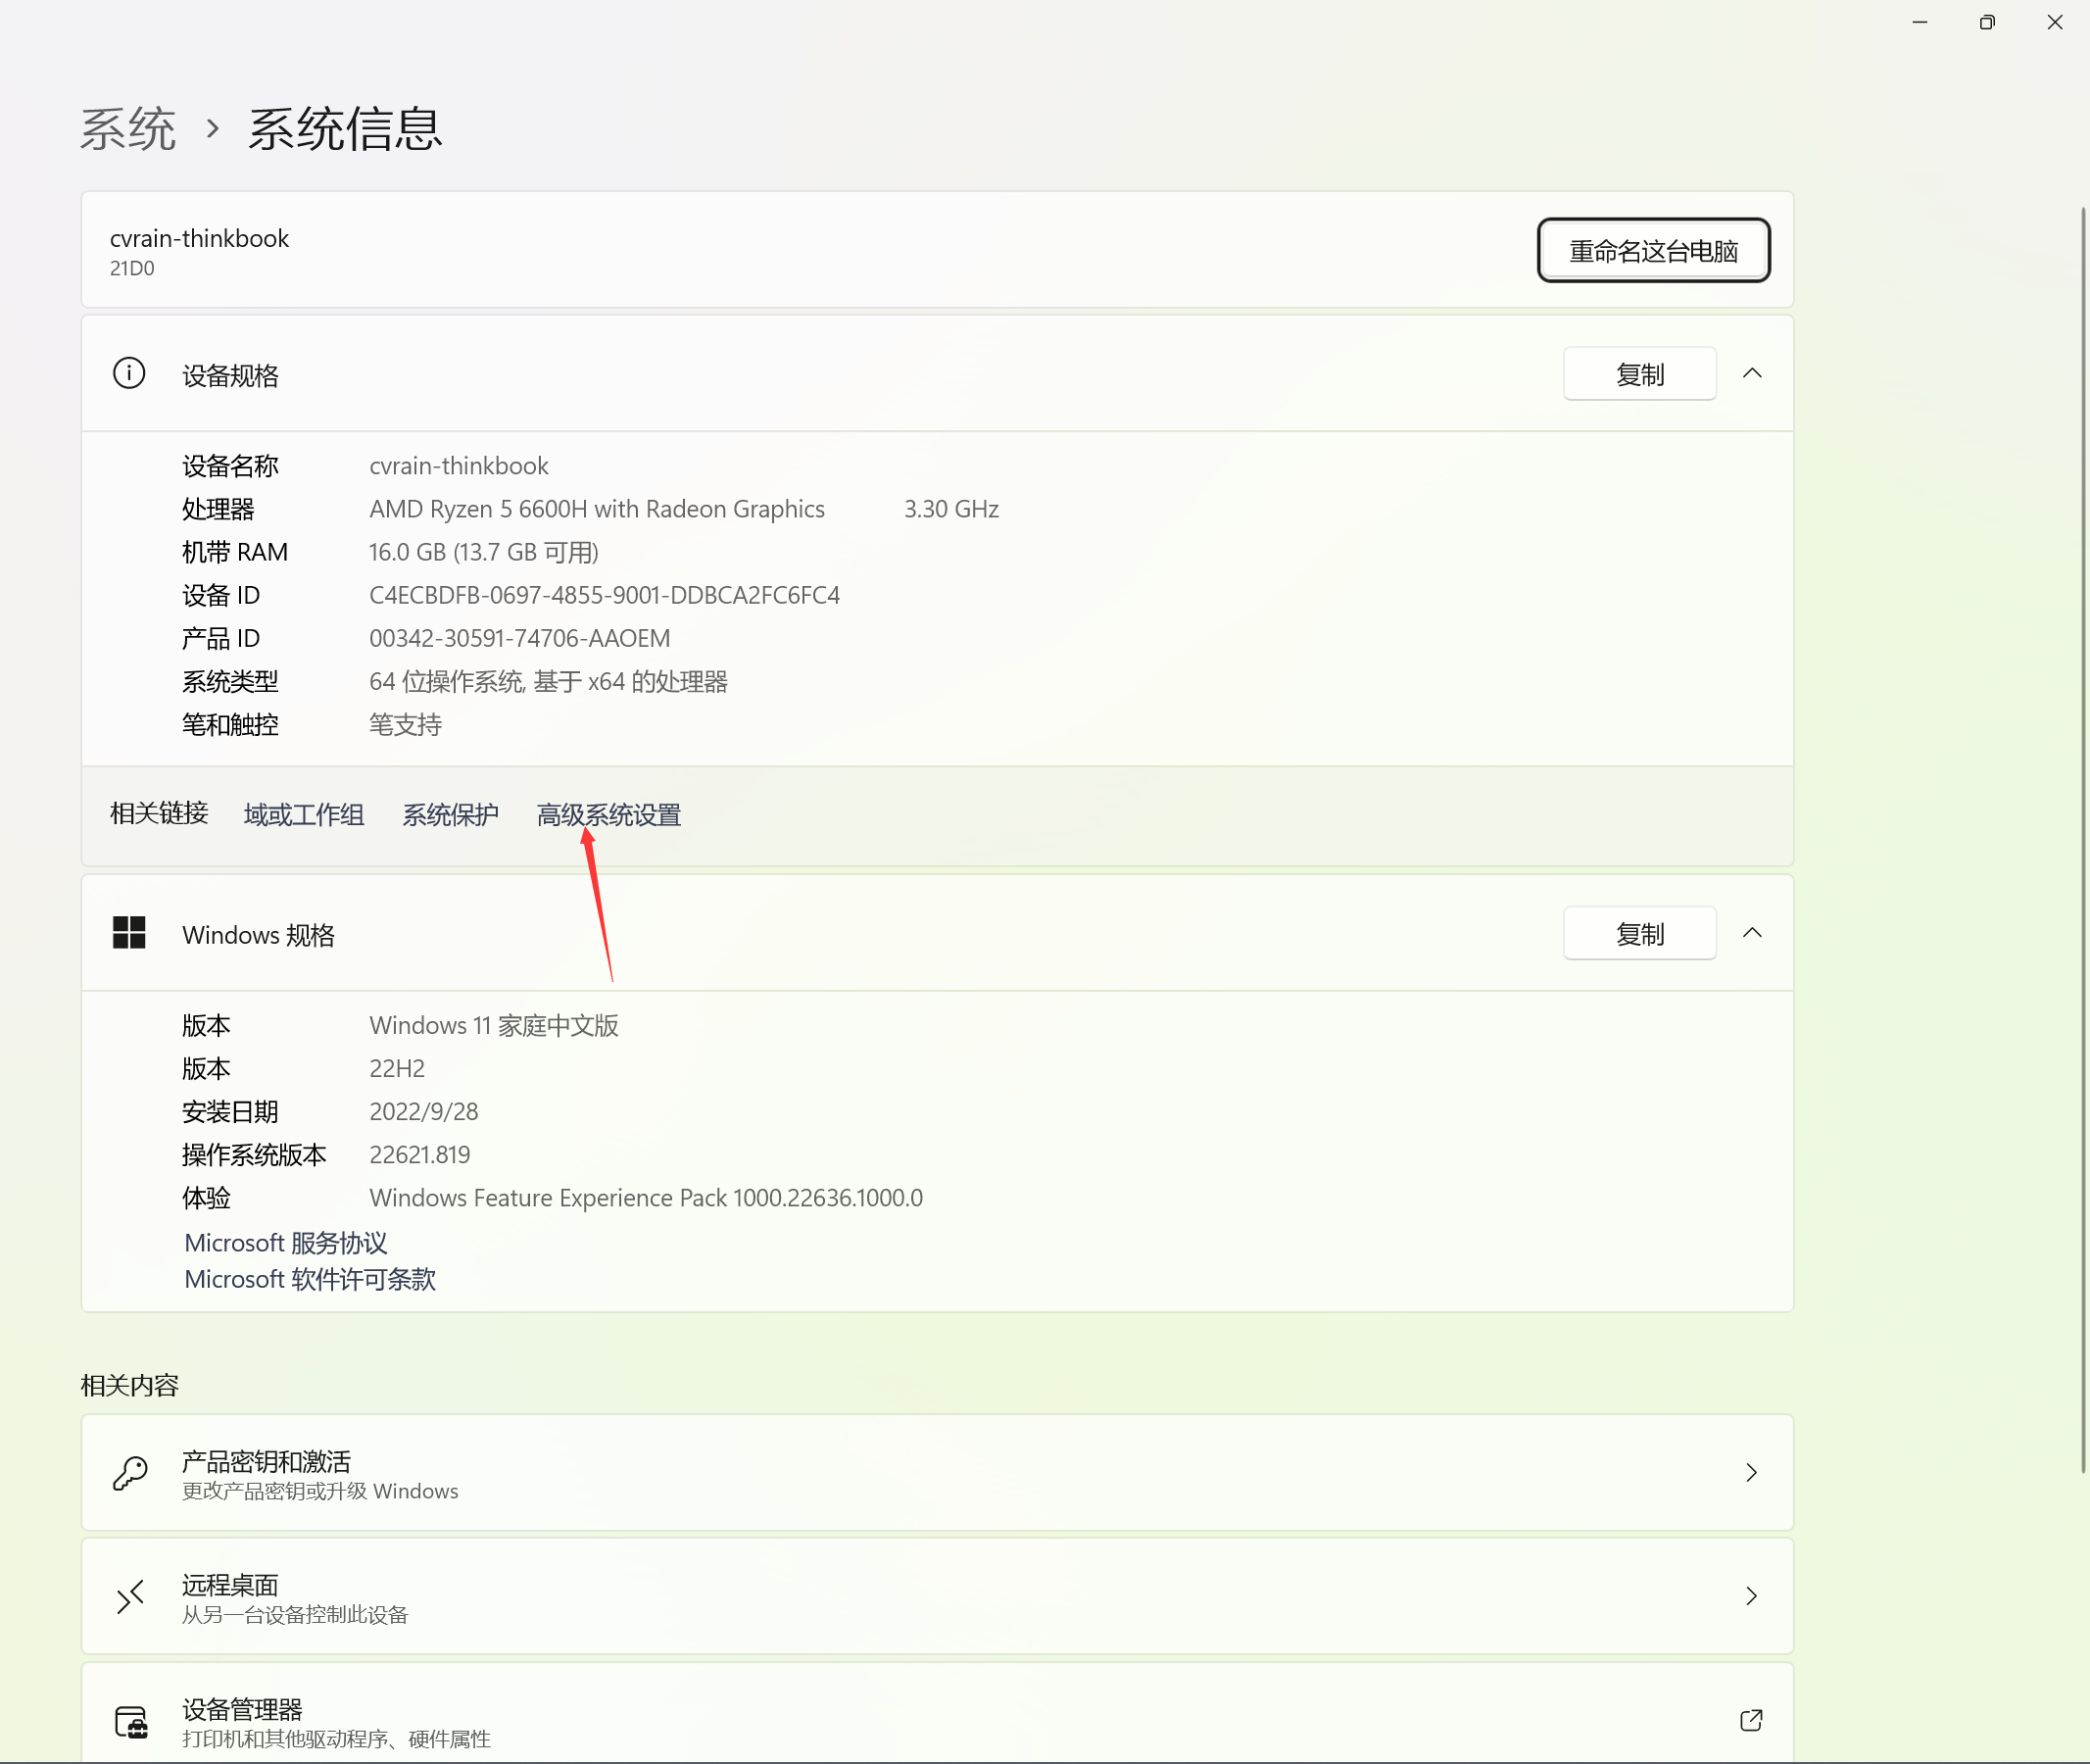 系统 › 系统信息
cvrain-thinkbook
21D0
重命名这台电脑
设备规格
复制
设备名称 cvrain-thinkbook
处理器 AMD Ryzen 5 6600H with Radeon Graphics 3.30 GHz
机带 RAM 16.0 GB (13.7 GB 可用)
设备 ID C4ECBDFB-0697-4855-9001-DDBCA2FC6FC4
产品 ID 00342-30591-74706-AAOEM
系统类型 64 位操作系统, 基于 x64 的处理器
笔和触控 笔支持
相关链接 域或工作组 系统保护 高级系统设置
Windows 规格
复制
版本 Windows 11 家庭中文版
版本 22H2
安装日期 2022/9/28
操作系统版本 22621.819
体验 Windows Feature Experience Pack 1000.22636.1000.0
Microsoft 服务协议
Microsoft 软件许可条款
相关内容
产品密钥和激活
更改产品密钥或升级 Windows
远程桌面
从另一台设备控制此设备
设备管理器
打印机和其他驱动程序、硬件属性